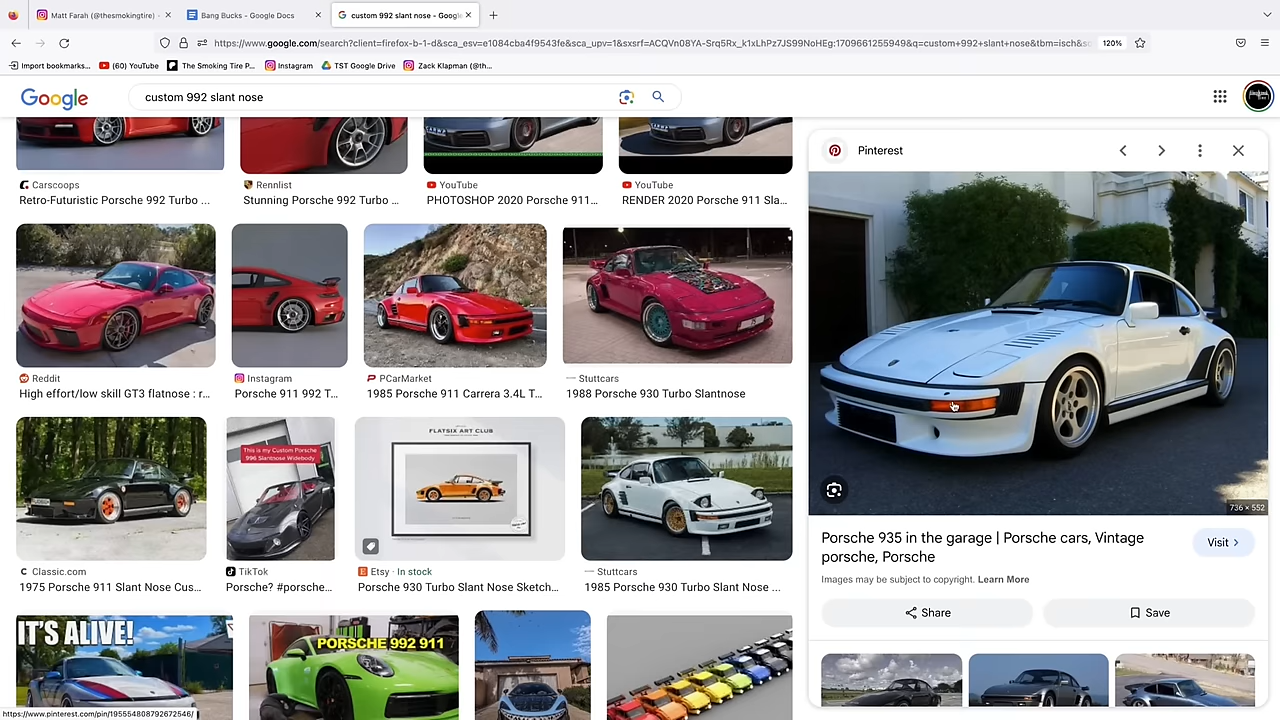 Matt Farah (@thesmokingtire) -
Bang Bucks - Google Docs
custom 992 slant nose - Google
https://www.google.com/search?client=firefox-b-1-d&sca_esv=e1084cba4f9543fe&sca_upv=1&sxsrf=ACQVn08YA-Srq5Rx_k1xLhPz7JS99NoHEg:1709661255949&q=custom+992+slant+nose&tbm=isch&sc
120%
Import bookmarks...
(60) YouTube
The Smoking Tire P...
Instagram
TST Google Drive
Zack Klapman (@th...
Google
custom 992 slant nose
Pinterest
Carscoops
Rennlist
YouTube
YouTube
Retro-Futuristic Porsche 992 Turbo ...
Stunning Porsche 992 Turbo ...
PHOTOSHOP 2020 Porsche 911...
RENDER 2020 Porsche 911 Sla...
Reddit
Instagram
PCarMarket
Stuttcars
High effort/low skill GT3 flatnose : r...
Porsche 911 992 T...
1985 Porsche 911 Carrera 3.4L T...
1988 Porsche 930 Turbo Slantnose
This is my Custom Porsche
996 Slantnose Widebody
FLATSIX ART CLUB
736 × 552
Porsche 935 in the garage | Porsche cars, Vintage
porsche, Porsche
Visit
Images may be subject to copyright. Learn More
Share
Save
Classic.com
TikTok
Etsy · In stock
Stuttcars
1975 Porsche 911 Slant Nose Cus...
Porsche? #porsche...
Porsche 930 Turbo Slant Nose Sketch...
1985 Porsche 930 Turbo Slant Nose ...
IT'S ALIVE!
PORSCHE 992 911
https://www.pinterest.com/pin/195554808792672546/